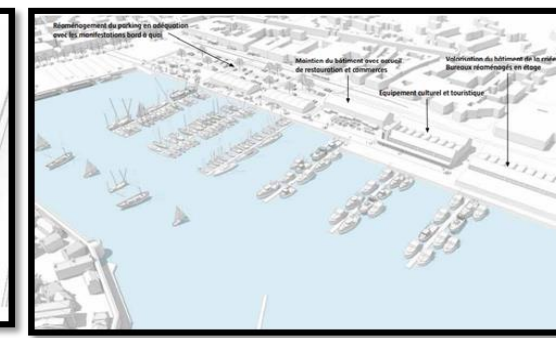 Réaménagement du parking en adéquation
avec les manifestations bord à quai
Maintien du bâtiment avec accueil
de restauration et commerces
Valorisation du bâtiment de la criée
Bureaux réaménagés en étage
Equipement culturel et touristique